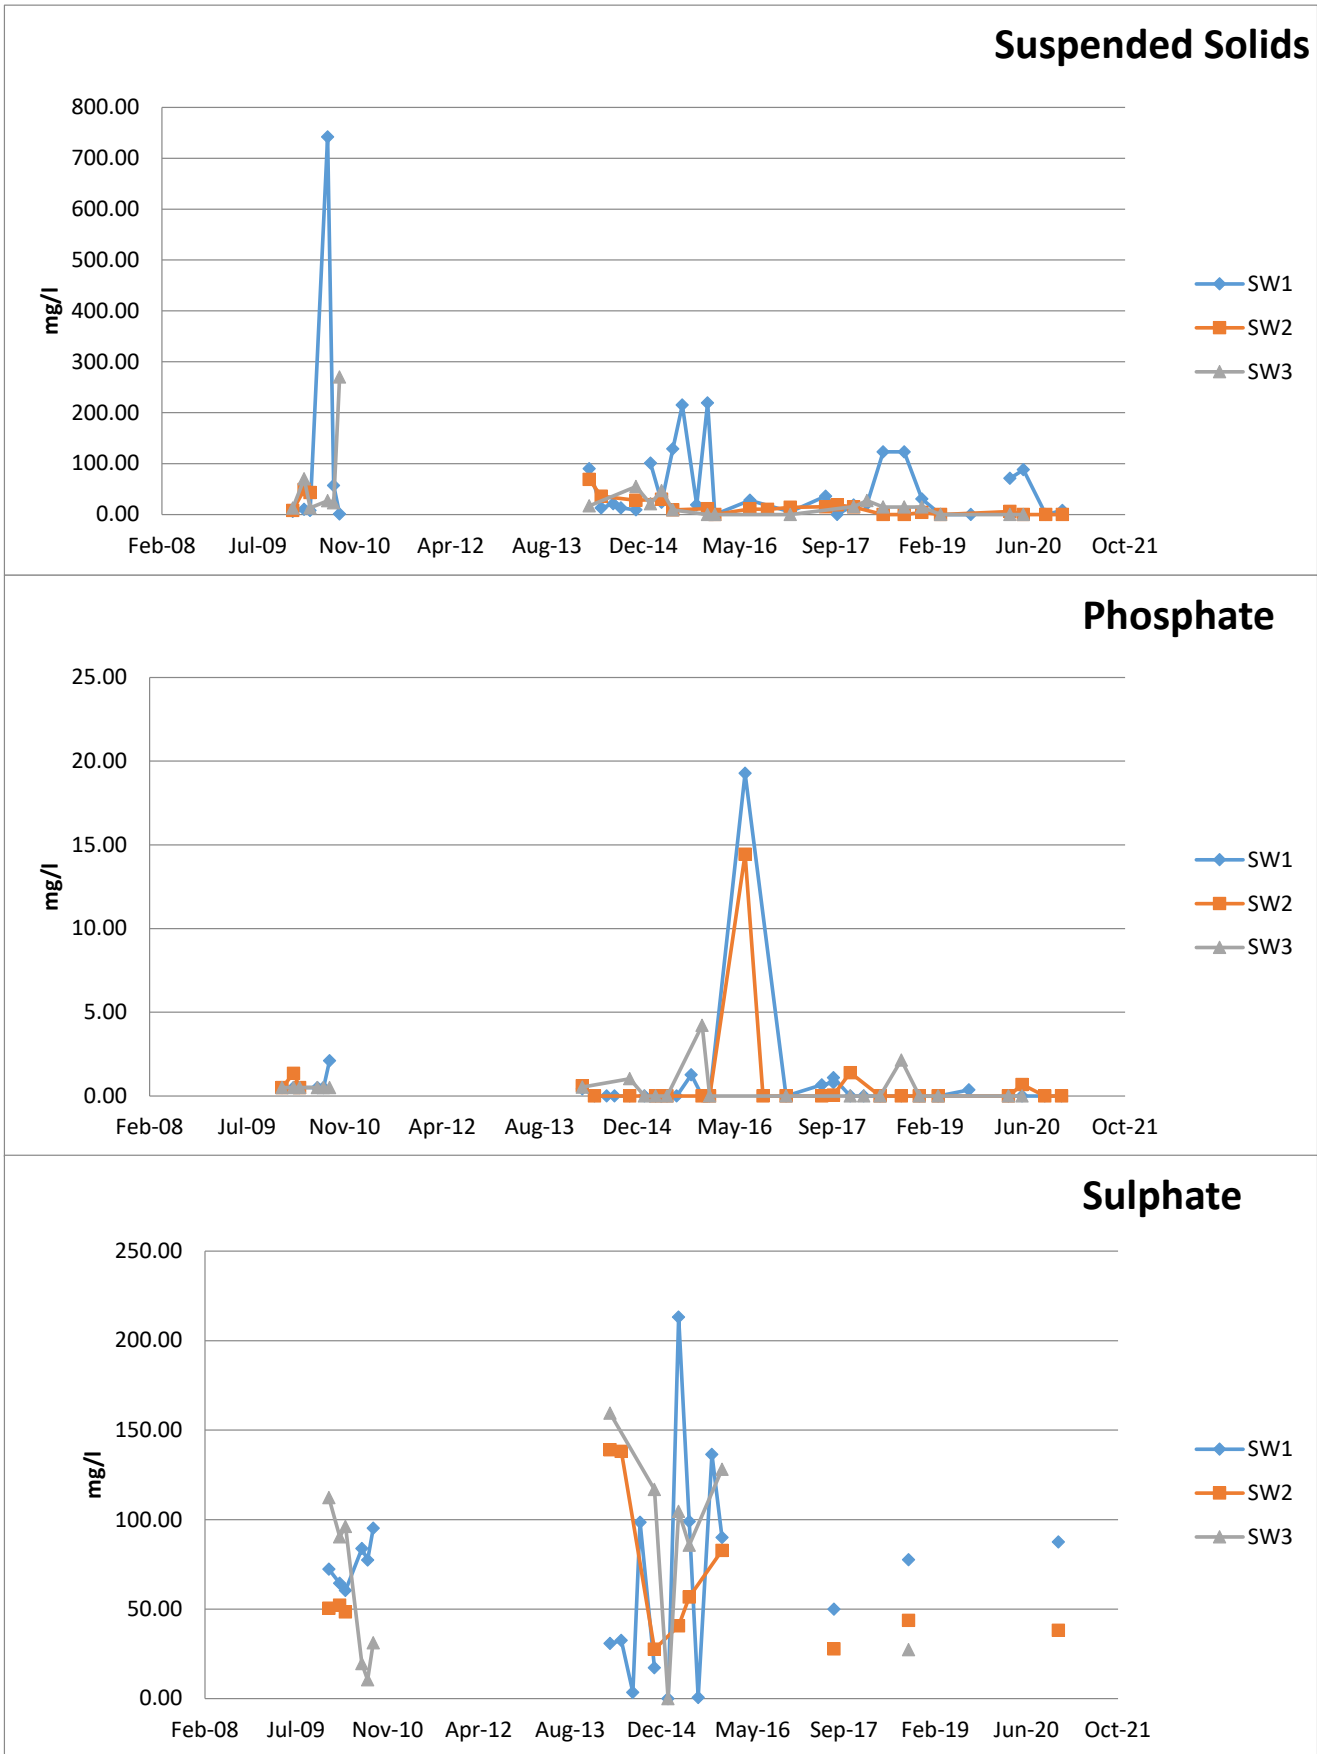 Suspended Solids
800.00
700.00
600.00
500.00
400.00
300.00
200.00
100.00
0.00
mg/l
Feb-08 Jul-09 Nov-10 Apr-12 Aug-13 Dec-14 May-16 Sep-17 Feb-19 Jun-20 Oct-21
SW1
SW2
SW3
Phosphate
25.00
20.00
15.00
10.00
5.00
0.00
mg/l
Feb-08 Jul-09 Nov-10 Apr-12 Aug-13 Dec-14 May-16 Sep-17 Feb-19 Jun-20 Oct-21
SW1
SW2
SW3
Sulphate
250.00
200.00
150.00
100.00
50.00
0.00
mg/l
Feb-08 Jul-09 Nov-10 Apr-12 Aug-13 Dec-14 May-16 Sep-17 Feb-19 Jun-20 Oct-21
SW1
SW2
SW3